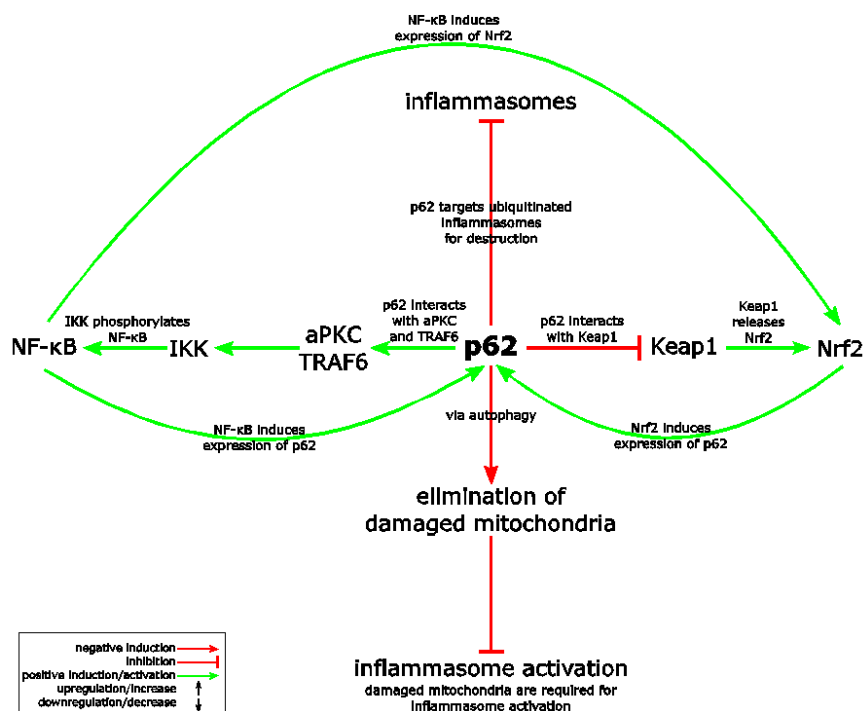 NF-κB induces
expression of Nrf2
inflammasomes
p62 targets ubiquitinated
inflammasomes
for destruction
IKK phosphorylates
NF-κB
p62 interacts
with aPKC
and TRAF6
p62 interacts
with Keap1
Keap1
releases
Nrf2
NF-κB
IKK
aPKC
TRAF6
p62
Keap1
Nrf2
NF-κB induces
expression of p62
via autophagy
Nrf2 induces
expression of p62
elimination of
damaged mitochondria
inflammasome activation
damaged mitochondria are required for
inflammasome activation
negative induction
inhibition
positive induction/activation
upregulation/increase
downregulation/decrease